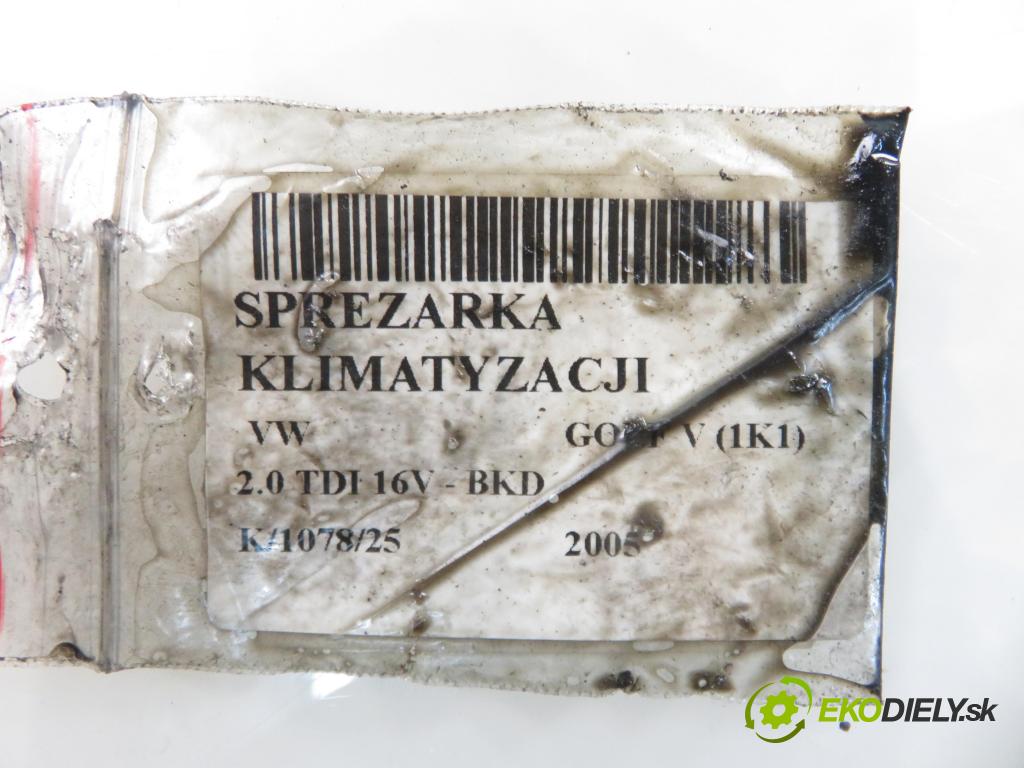 SPREZARKA
KLIMATYZACJI
VW GOLF V (1K1)
2.0 TDI 16V - BKD
K/1078/25 2005
EKODIELY.sk